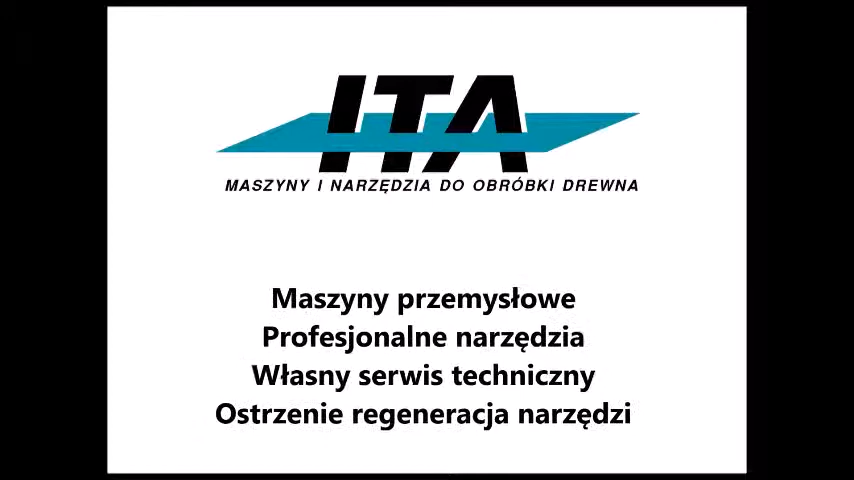 ITA
MASZYNY I NARZĘDZIA DO OBRÓBKI DREWNA
Maszyny przemysłowe
Profesjonalne narzędzia
Własny serwis techniczny
Ostrzenie regeneracja narzędzi